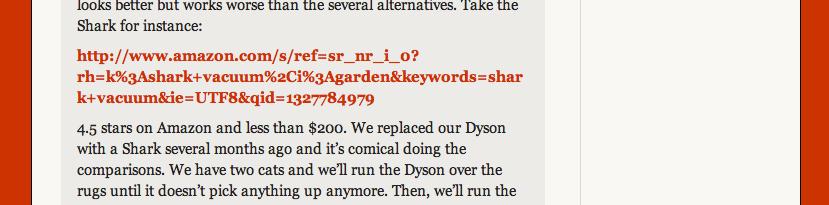 looks better but works worse than the several alternatives. Take the
Shark for instance:
http://www.amazon.com/s/ref=sr_nr_i_0?
rh=k%3Ashark+vacuum%2Ci%3Agarden&keywords=shar
k+vacuum&ie=UTF8&qid=1327784979
4.5 stars on Amazon and less than $200. We replaced our Dyson
with a Shark several months ago and it’s comical doing the
comparisons. We have two cats and we’ll run the Dyson over the
rugs until it doesn’t pick anything up anymore. Then, we’ll run the